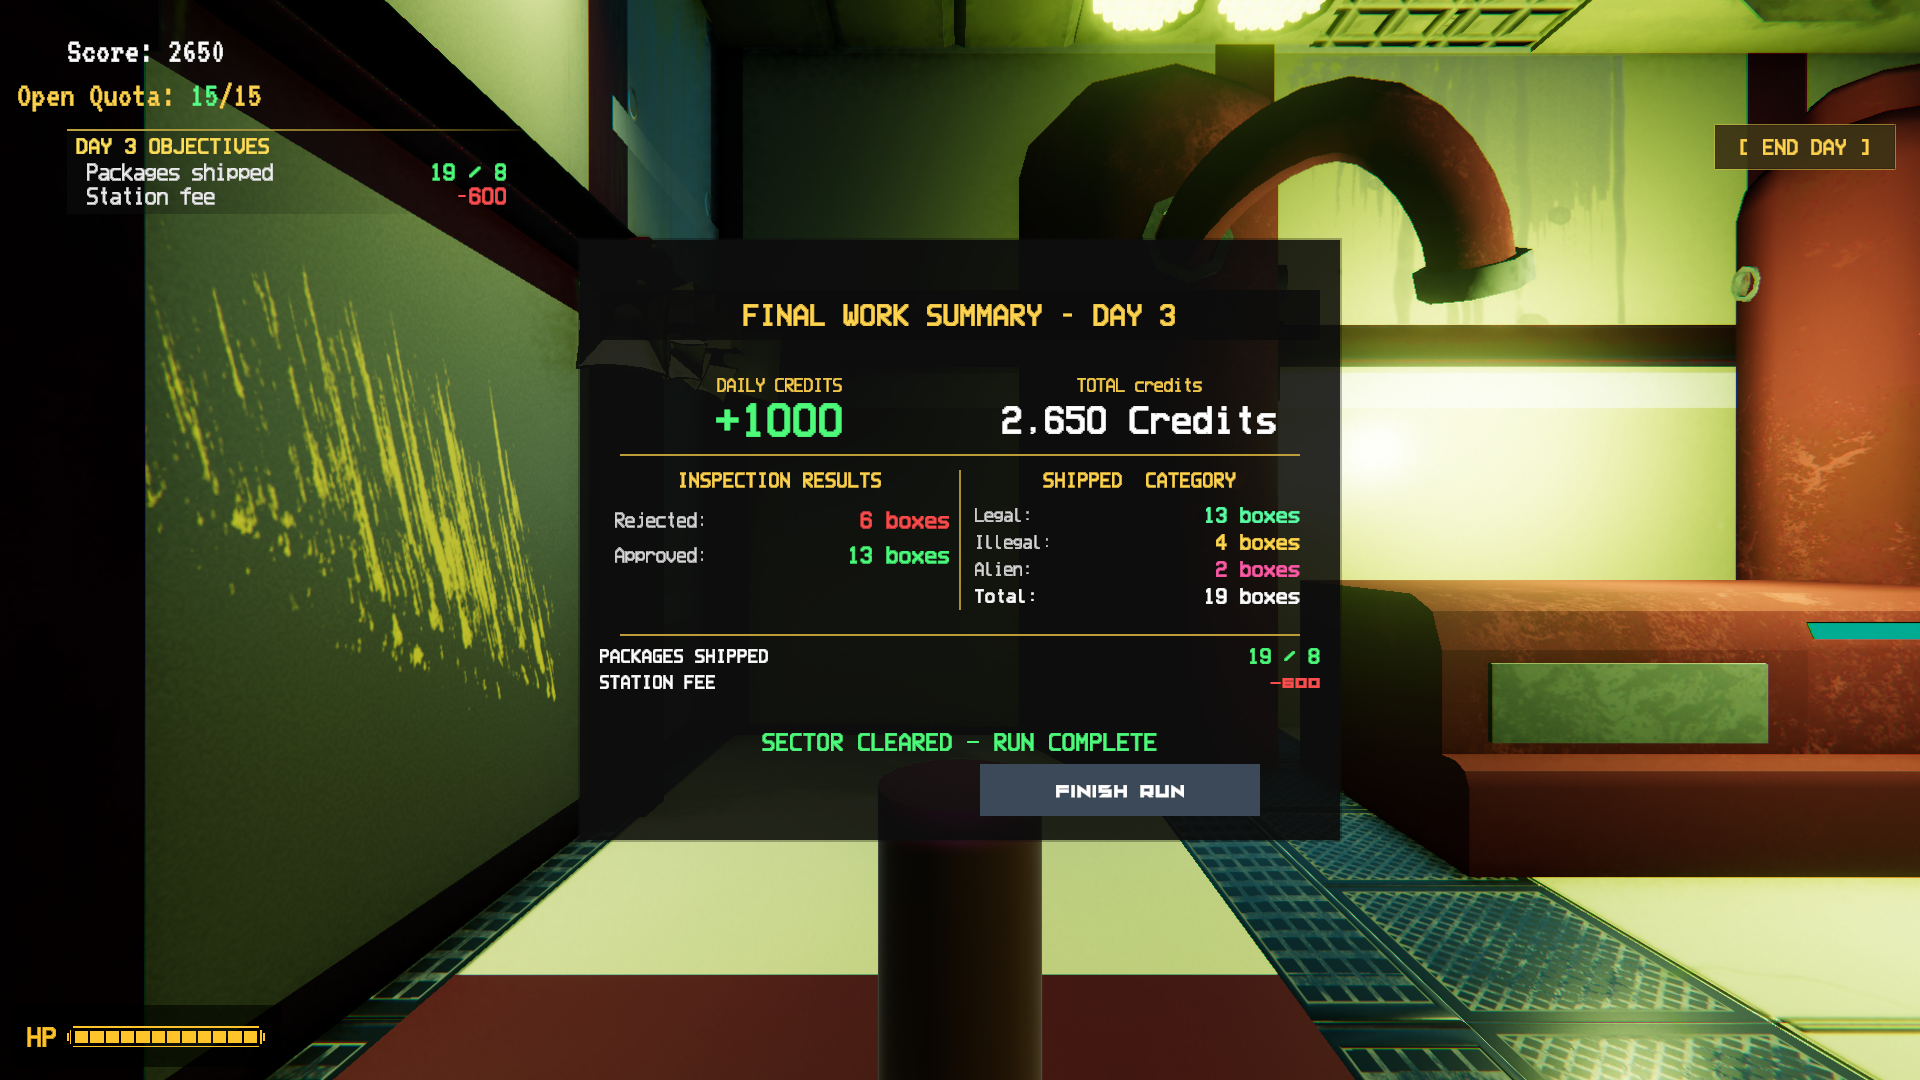 Score: 2650
Open Quota: 15/15
DAY 3 OBJECTIVES
Packages shipped 19 / 8
Station fee -600
[ END DAY ]
FINAL WORK SUMMARY - DAY 3
DAILY CREDITS
+1000
TOTAL credits
2.650 Credits
INSPECTION RESULTS
Rejected: 6 boxes
Approved: 13 boxes
SHIPPED CATEGORY
Legal: 13 boxes
Illegal: 4 boxes
Alien: 2 boxes
Total: 19 boxes
PACKAGES SHIPPED 19 / 8
STATION FEE -600
SECTOR CLEARED - RUN COMPLETE
FINISH RUN
HP